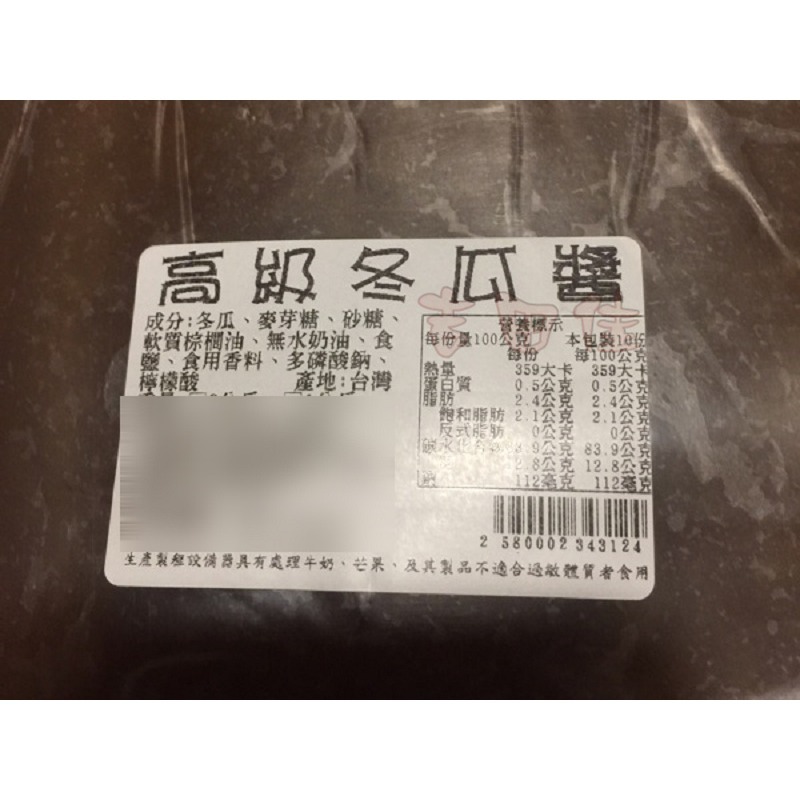 高級冬瓜醬
成分:冬瓜、麥芽糖、砂糖、
軟質棕櫚油、無水奶油、食
鹽、食用香料、多磷酸鈉、
檸檬酸 產地:台灣
吉田佳
營養標示
每份量100公克 本包裝10份
每份 每100公克
熱量 359大卡 359大卡
蛋白質 0.5公克 0.5公克
脂肪 2.4公克 2.4公克
飽和脂肪 2.1公克 2.1公克
反式脂肪 0公克 0公克
碳水化 83.9公克
2.8公克 12.8公克
鈉 112毫克 112毫克
2 580002 343124
生產製程設備器具有處理牛奶、芒果、及其製品不適合過敏體質者食用